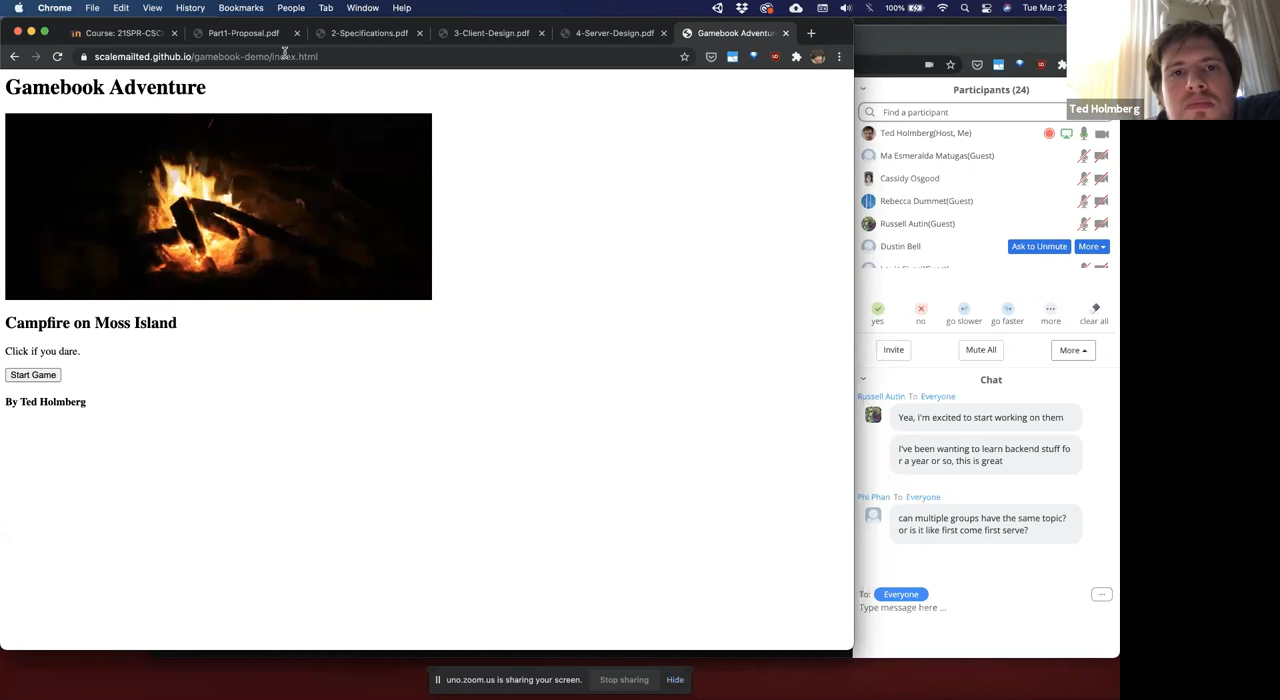 Chrome File Edit View History Bookmarks People Tab Window Help
100% Tue Mar 23
Course: 21SPR-CSC
Part1-Proposal.pdf
2-Specifications.pdf
3-Client-Design.pdf
4-Server-Design.pdf
Gamebook Adventure
scalemailted.github.io/gamebook-demo/index.html
Gamebook Adventure
Campfire on Moss Island
Click if you dare.
Start Game
By Ted Holmberg
Ted Holmberg
Participants (24)
Find a participant
Ted Holmberg(Host, Me)
Ma Esmeralda Matugas(Guest)
Cassidy Osgood
Rebecca Dummet(Guest)
Russell Autin(Guest)
Dustin Bell
Ask to Unmute
More
yes
no
go slower
go faster
more
clear all
Invite
Mute All
More
Chat
Russell Autin To Everyone
Yea, i'm excited to start working on them
I've been wanting to learn backend stuff fo
r a year or so, this is great
Phi Phan To Everyone
can multiple groups have the same topic?
or is it like first come first serve?
To: Everyone
Type message here ...
uno.zoom.us is sharing your screen.
Stop sharing
Hide